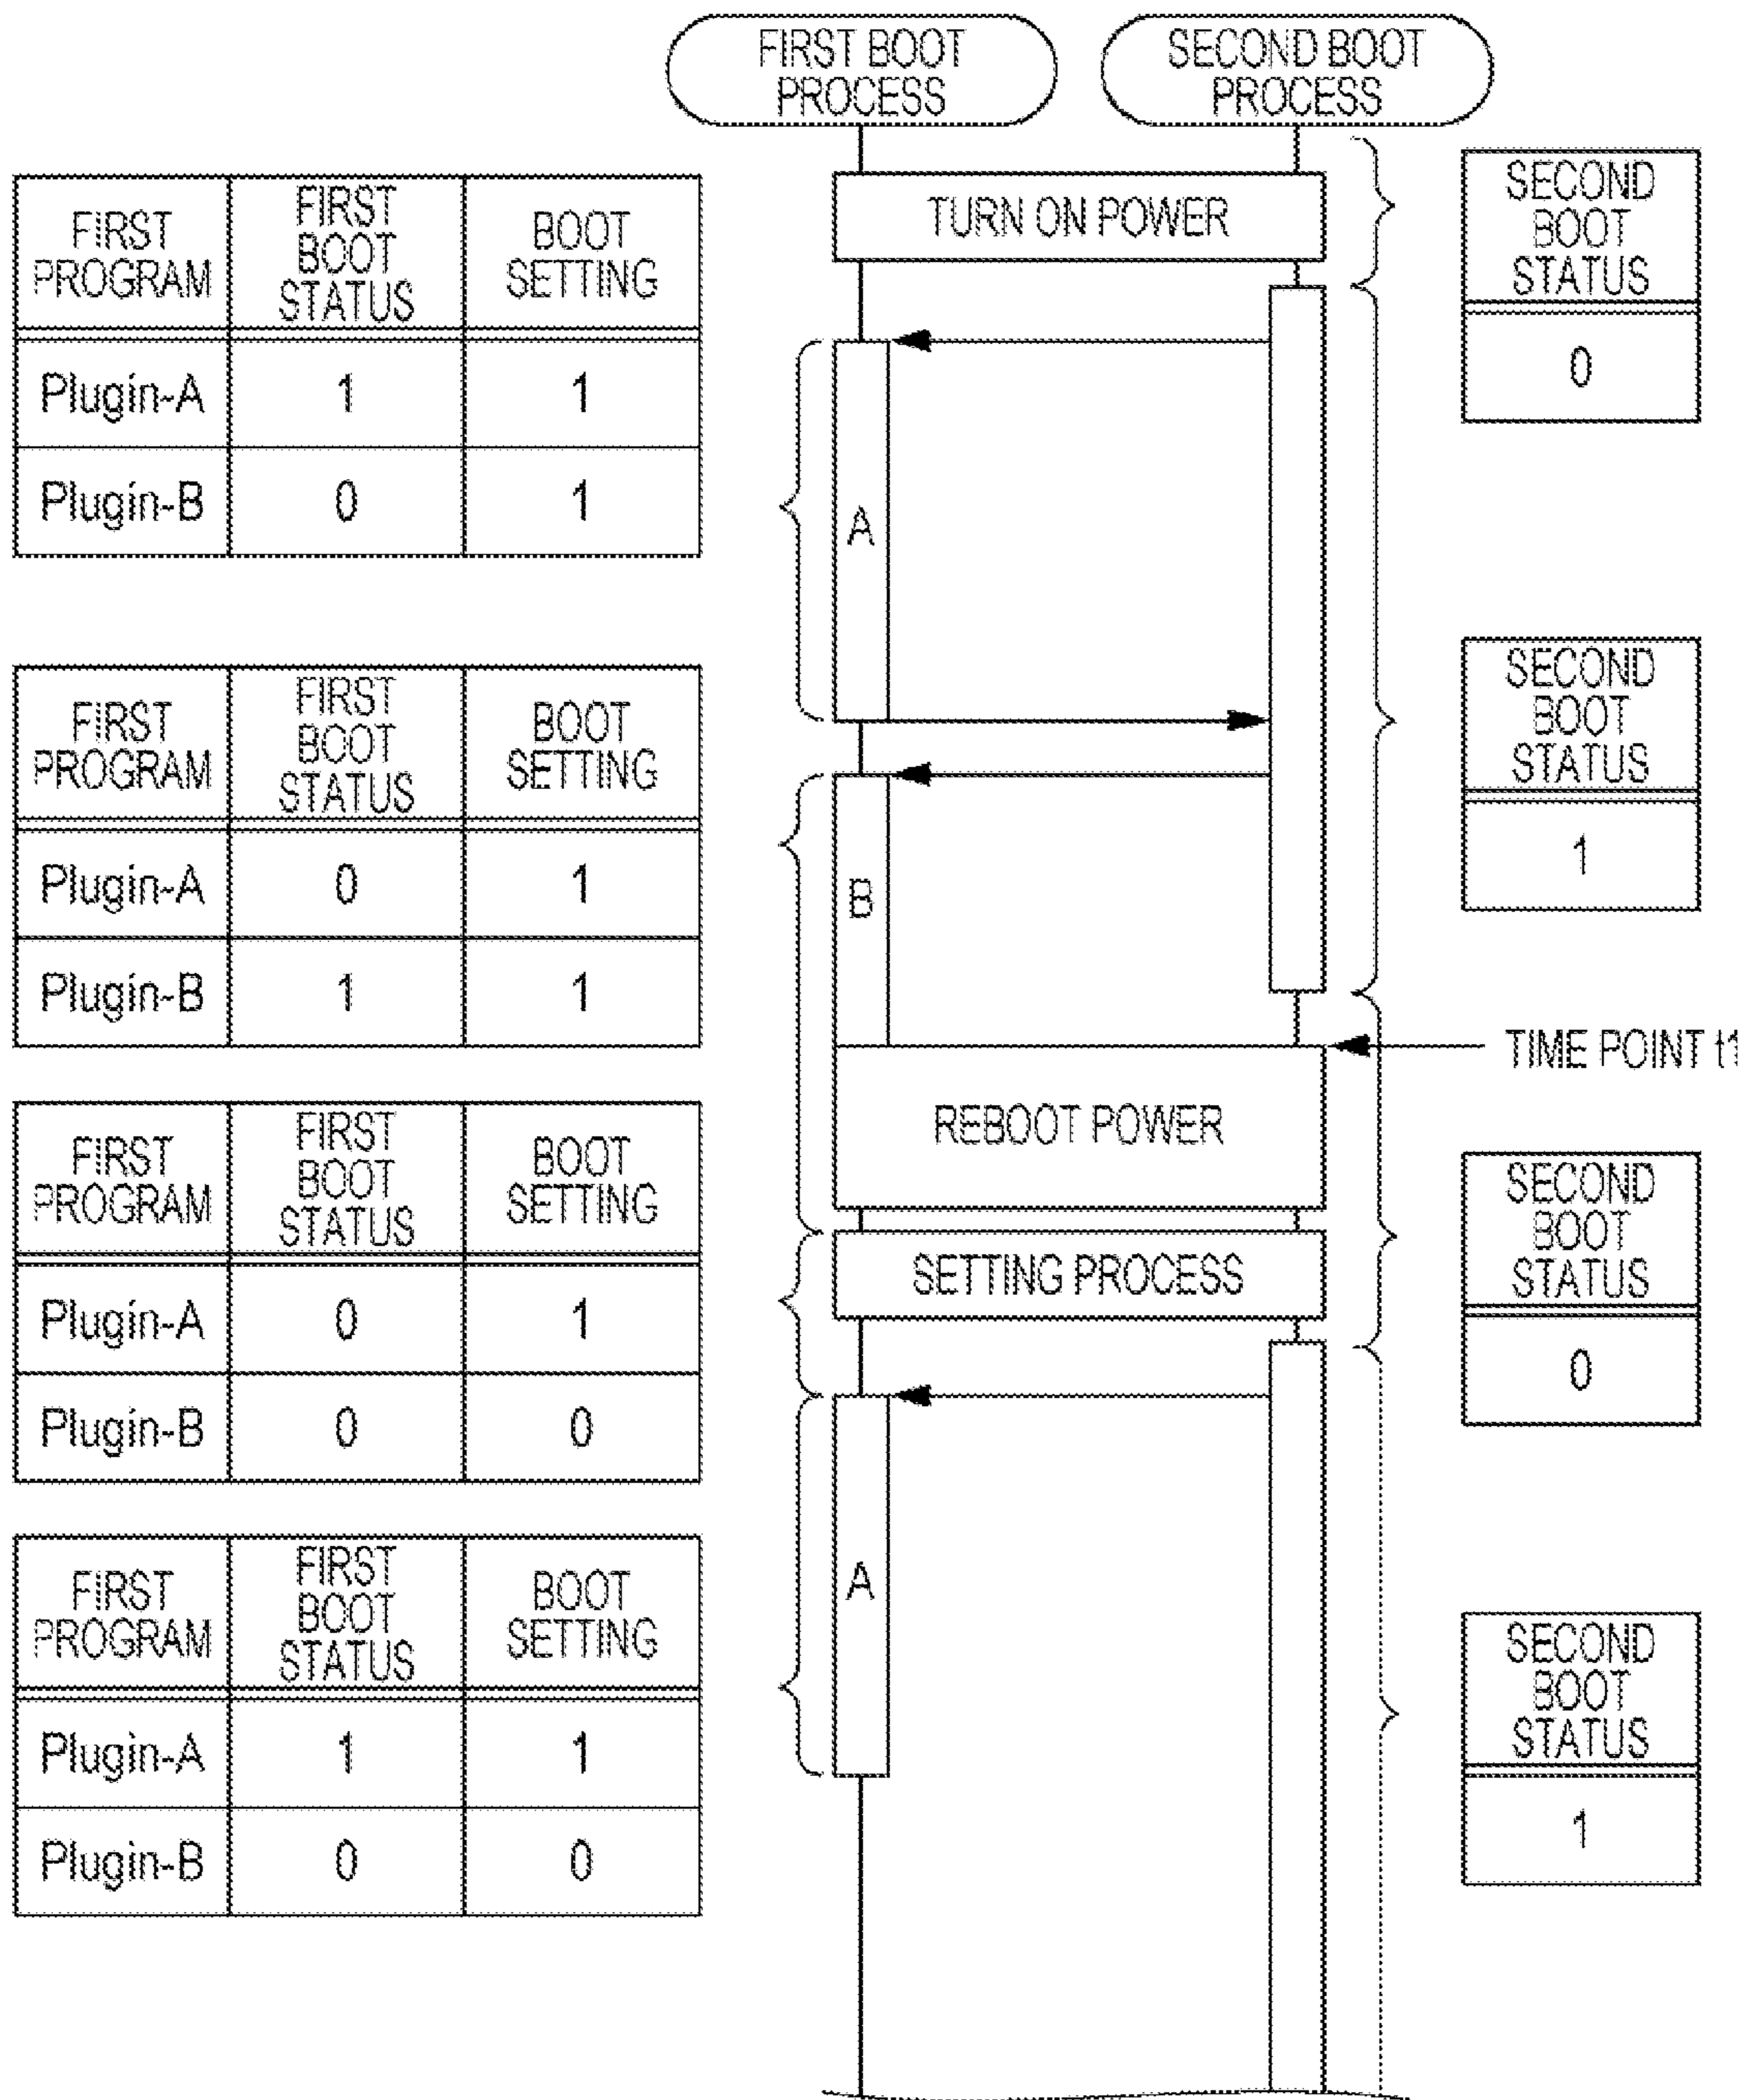 FIRST BOOT
PROCESS
SECOND BOOT
PROCESS
TURN ON POWER
FIRST
PROGRAM
FIRST
BOOT
STATUS
BOOT
SETTING
Plugin-A
1
1
Plugin-B
0
1
SECOND
BOOT
STATUS
0
A
FIRST
PROGRAM
FIRST
BOOT
STATUS
BOOT
SETTING
Plugin-A
0
1
Plugin-B
1
1
SECOND
BOOT
STATUS
1
B
TIME POINT t1
REBOOT POWER
SETTING PROCESS
FIRST
PROGRAM
FIRST
BOOT
STATUS
BOOT
SETTING
Plugin-A
0
1
Plugin-B
0
0
SECOND
BOOT
STATUS
0
A
FIRST
PROGRAM
FIRST
BOOT
STATUS
BOOT
SETTING
Plugin-A
1
1
Plugin-B
0
0
SECOND
BOOT
STATUS
1